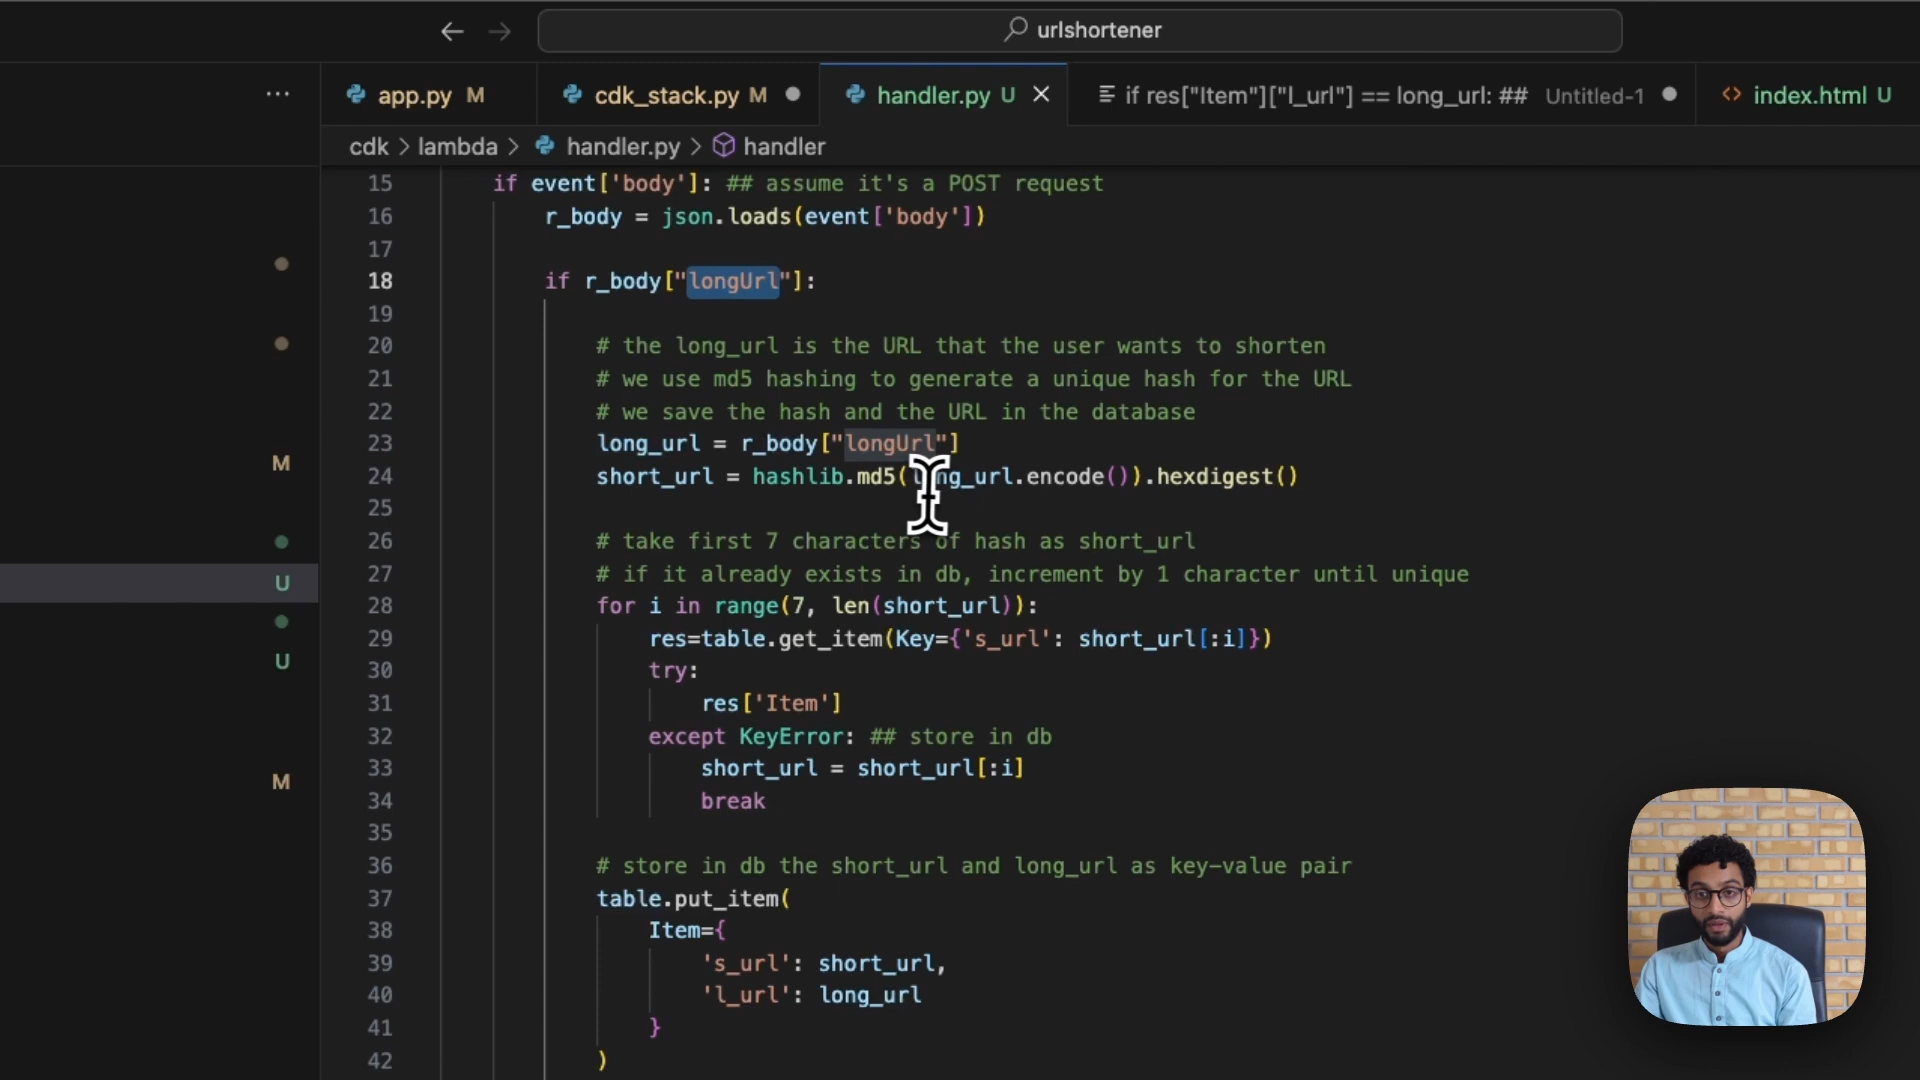 urlshortener
app.py M
cdk_stack.py M
handler.py U
if res["Item"]["l_url"] == long_url: ## Untitled-1
index.html U
cdk > lambda > handler.py > handler
15 if event['body']: ## assume it's a POST request
16 r_body = json.loads(event['body'])
17
18 if r_body["longUrl"]:
19
20 # the long_url is the URL that the user wants to shorten
21 # we use md5 hashing to generate a unique hash for the URL
22 # we save the hash and the URL in the database
23 long_url = r_body["longUrl"]
24 short_url = hashlib.md5(long_url.encode()).hexdigest()
25
26 # take first 7 characters of hash as short_url
27 # if it already exists in db, increment by 1 character until unique
28 for i in range(7, len(short_url)):
29 res=table.get_item(Key={'s_url': short_url[:i]})
30 try:
31 res['Item']
32 except KeyError: ## store in db
33 short_url = short_url[:i]
34 break
35
36 # store in db the short_url and long_url as key-value pair
37 table.put_item(
38 Item={
39 's_url': short_url,
40 'l_url': long_url
41 }
42 )
M
U
U
M